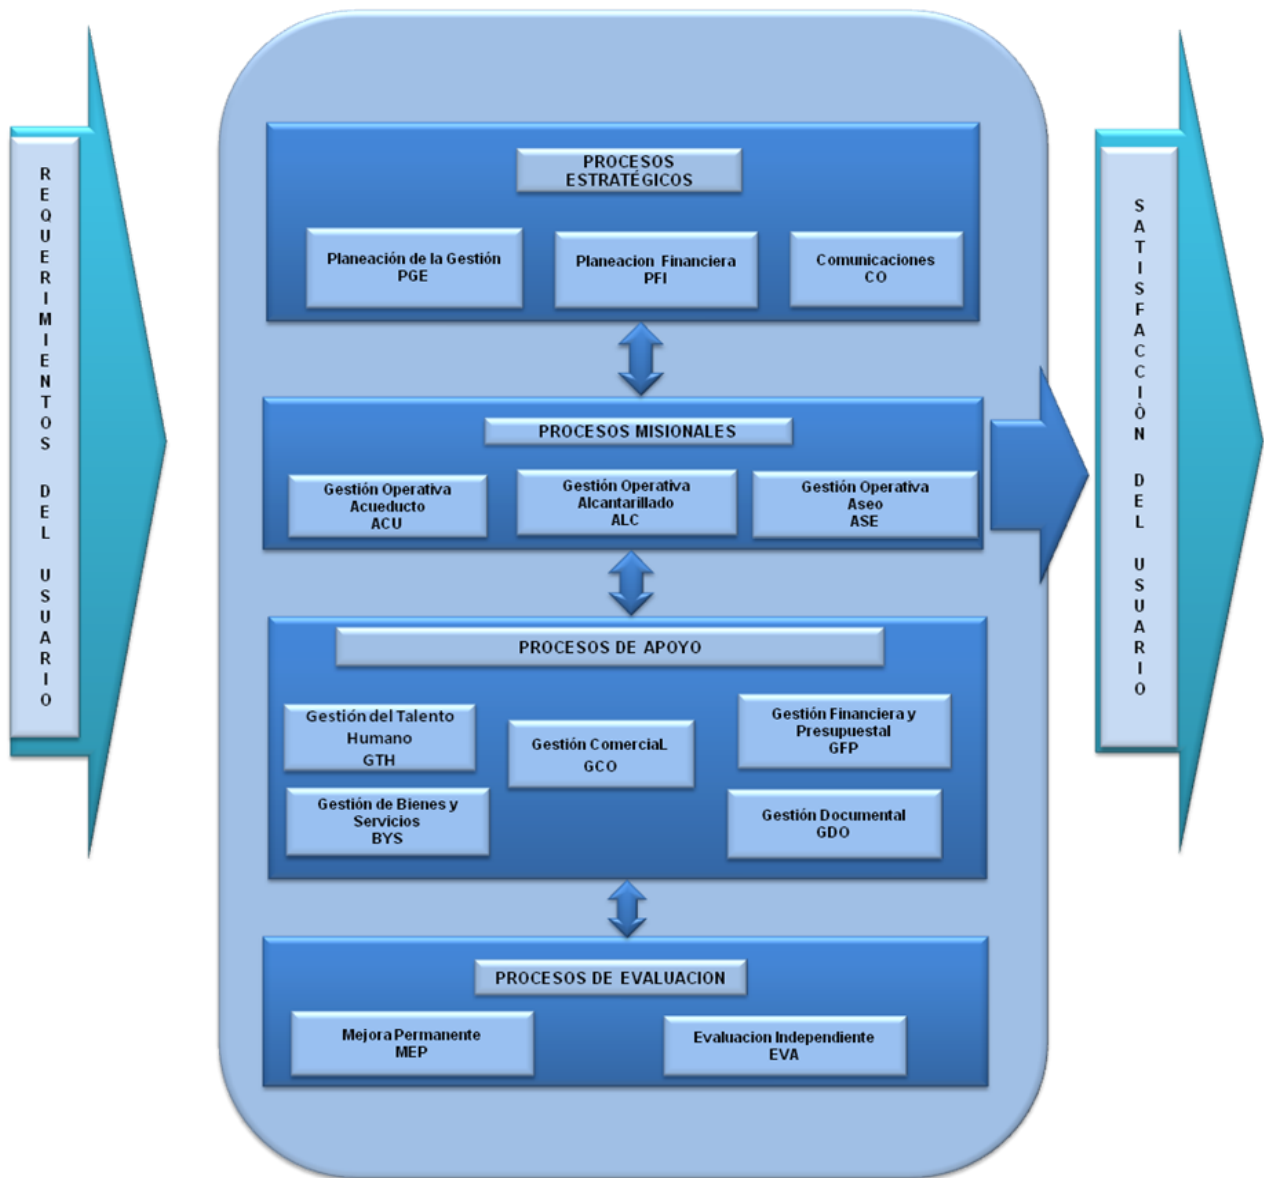 REQUERIMIENTOS DEL USUARIO
PROCESOS
ESTRATÉGICOS
Planeación de la Gestión
PGE
Planeacion Financiera
PFI
Comunicaciones
CO
PROCESOS MISIONALES
Gestión Operativa
Acueducto
ACU
Gestión Operativa
Alcantarillado
ALC
Gestión Operativa
Aseo
ASE
PROCESOS DE APOYO
Gestión del Talento
Humano
GTH
Gestión ComerciaL
GCO
Gestión Financiera y
Presupuestal
GFP
Gestión de Bienes y
Servicios
BYS
Gestión Documental
GDO
PROCESOS DE EVALUACION
Mejora Permanente
MEP
Evaluacion Independiente
EVA
SATISFACCIÒN DEL USUARIO